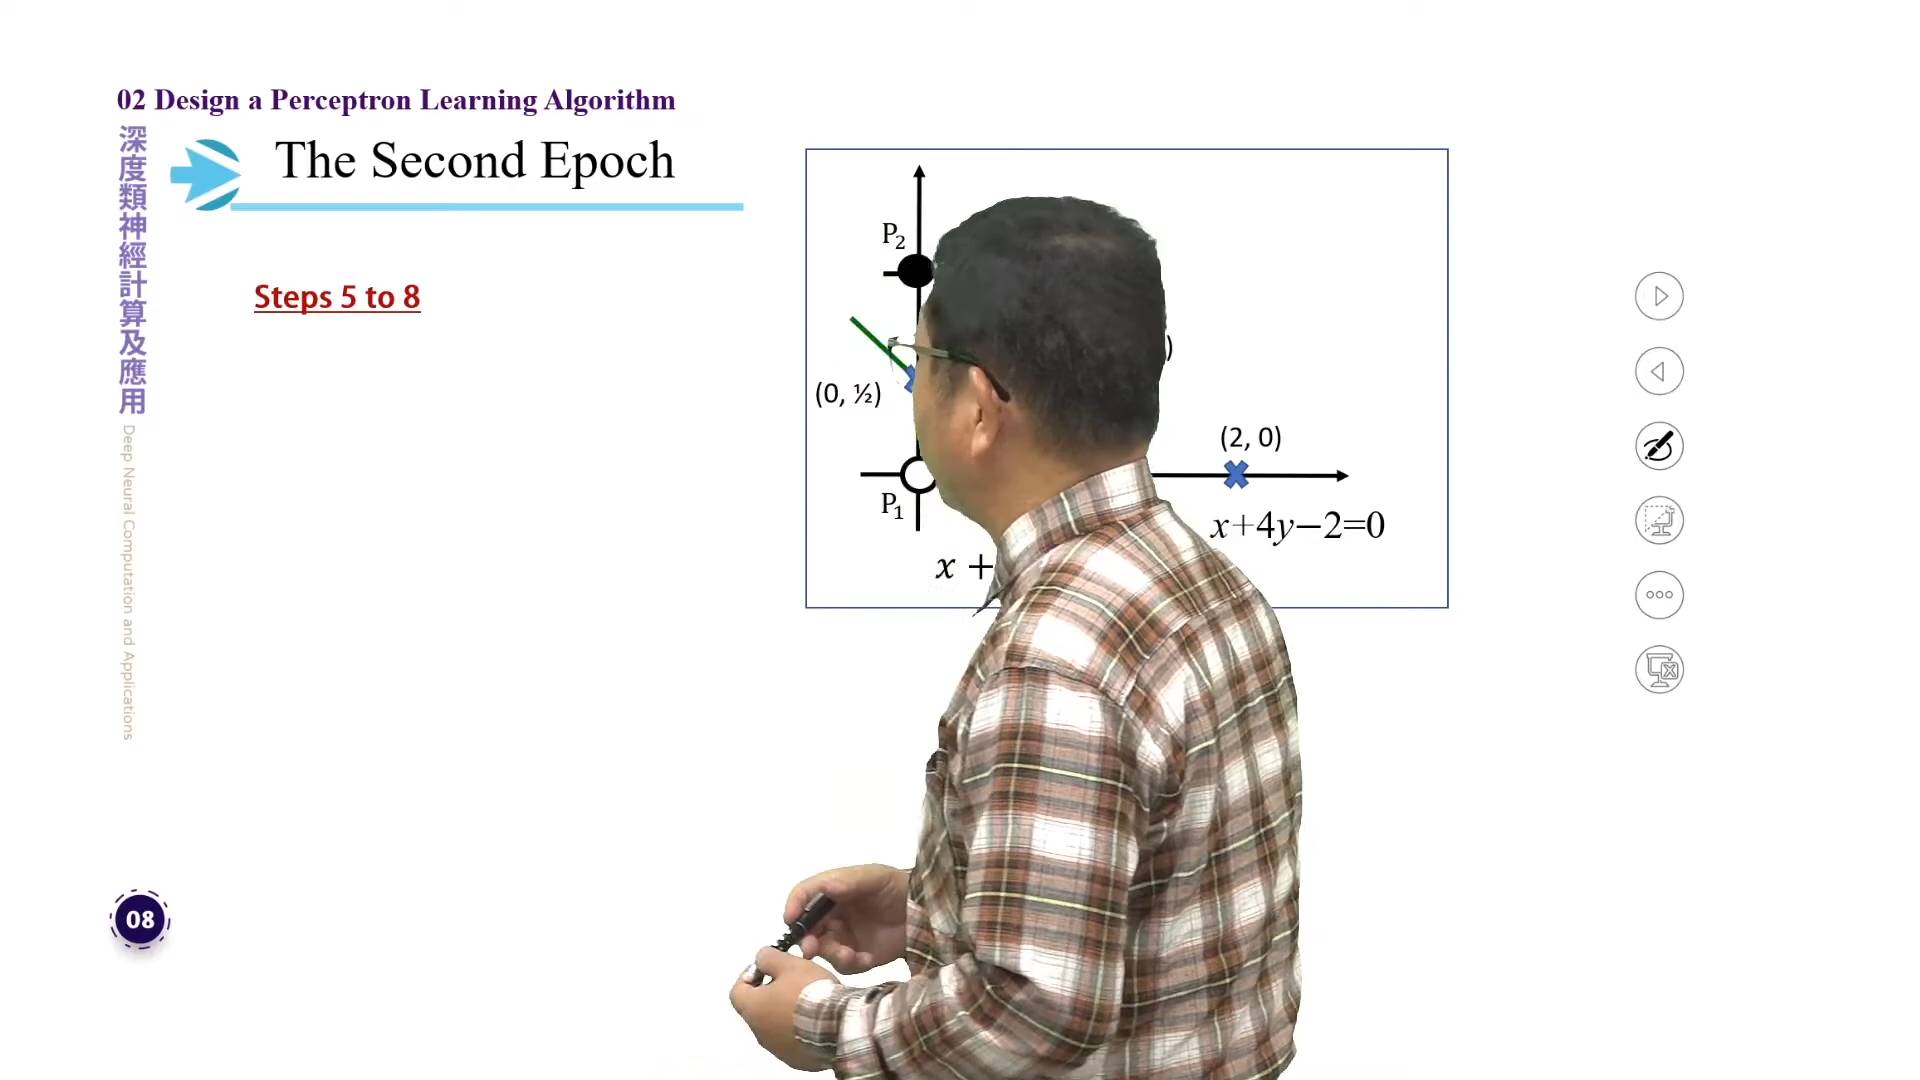 02 Design a Perceptron Learning Algorithm
深度類神經計算及應用
Deep Neural Computation and Applications
The Second Epoch
Steps 5 to 8
P₂
)
(0, ½)
(2, 0)
P₁
x+4y−2=0
x +
08